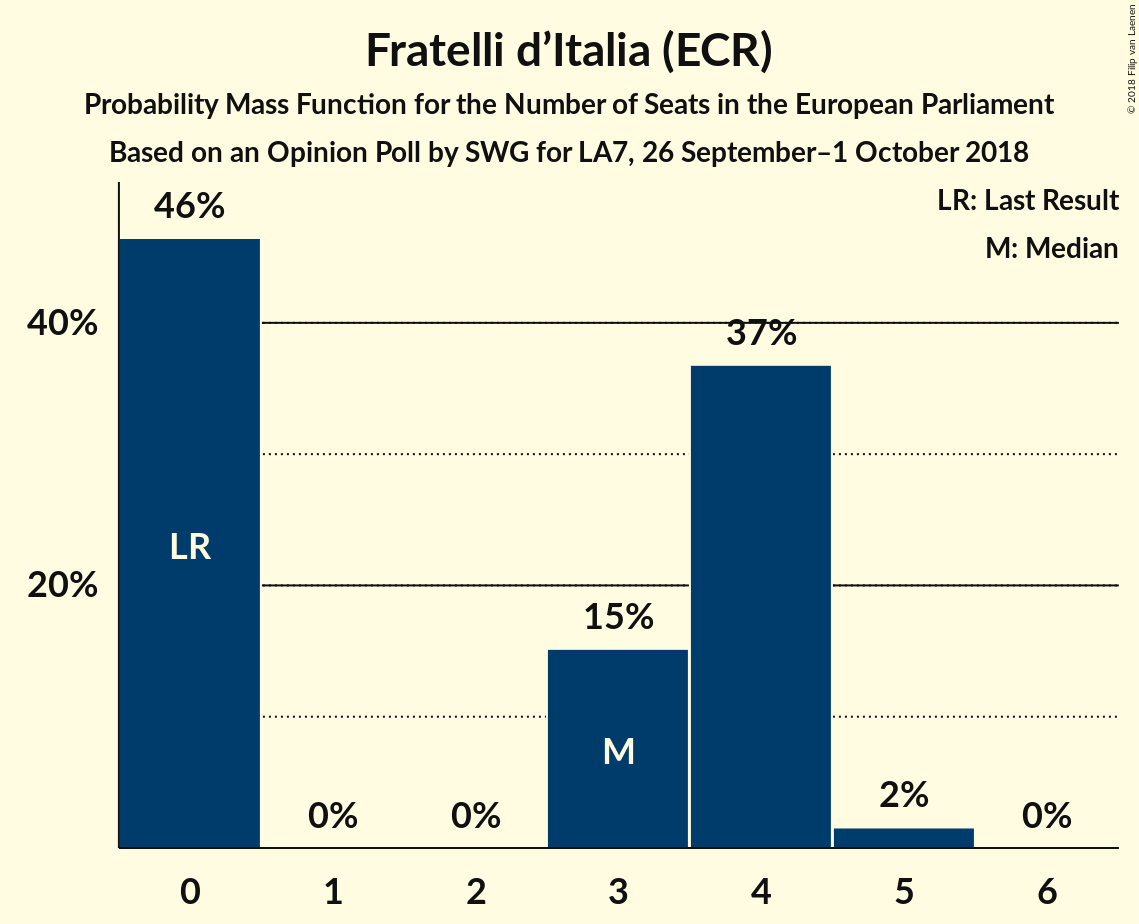 Fratelli d’Italia (ECR)
Probability Mass Function for the Number of Seats in the European Parliament
Based on an Opinion Poll by SWG for LA7, 26 September–1 October 2018
© 2018 Filip van Laenen
LR: Last Result
M: Median
46%
40%
37%
LR
20%
15%
M
0%
0%
2%
0%
0
1
2
3
4
5
6